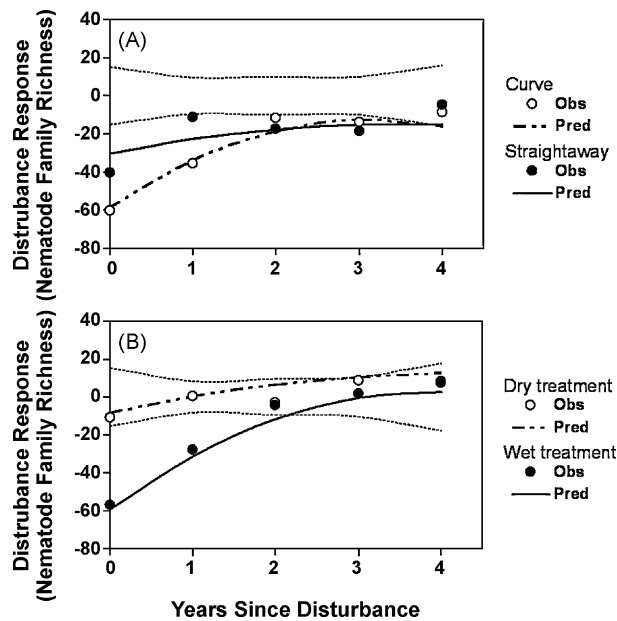 Distrubance Response
(Nematode Family Richness)
(A)
40
20
0
-20
-40
-60
-80
0 1 2 3 4
Curve
Obs
Pred
Straightaway
Obs
Pred
Distrubance Response
(Nematode Family Richness)
(B)
40
20
0
-20
-40
-60
-80
0 1 2 3 4
Dry treatment
Obs
Pred
Wet treatment
Obs
Pred
Years Since Disturbance